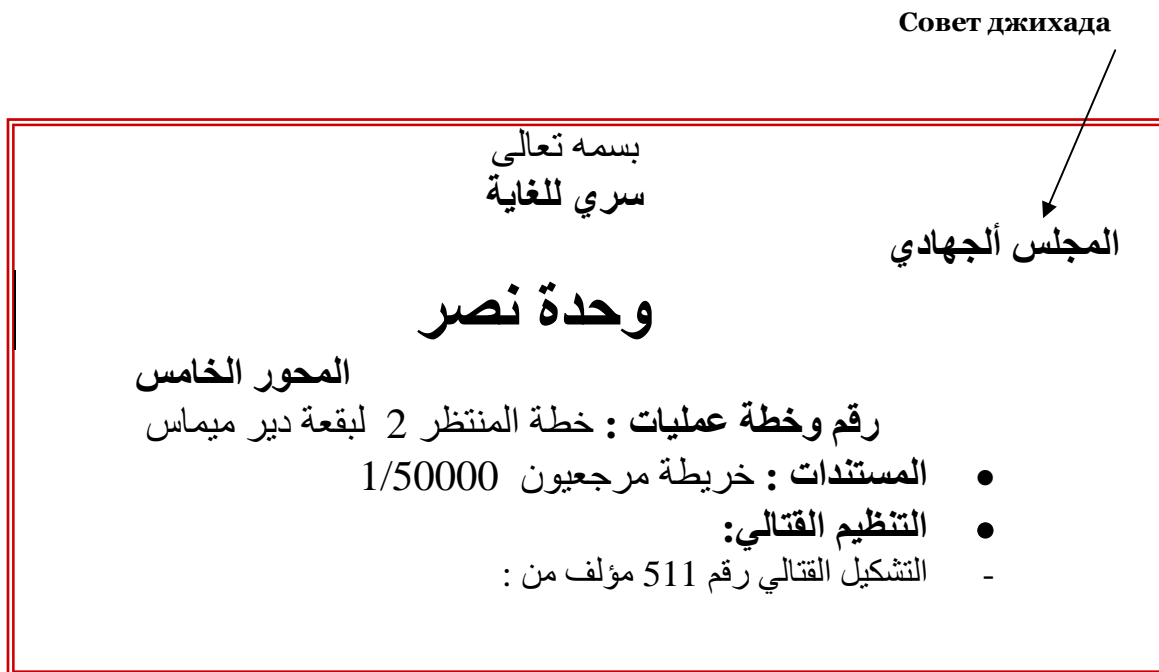 Совет джихада
بسمه تعالى
سري للغاية
المجلس ألجهادي
وحدة نصر
المحور الخامس
رقم وخطة عمليات : خطة المنتظر 2 لبقعة دير ميماس
• المستندات : خريطة مرجعيون 1/50000
• التنظيم القتالي:
- التشكيل القتالي رقم 511 مؤلف من :